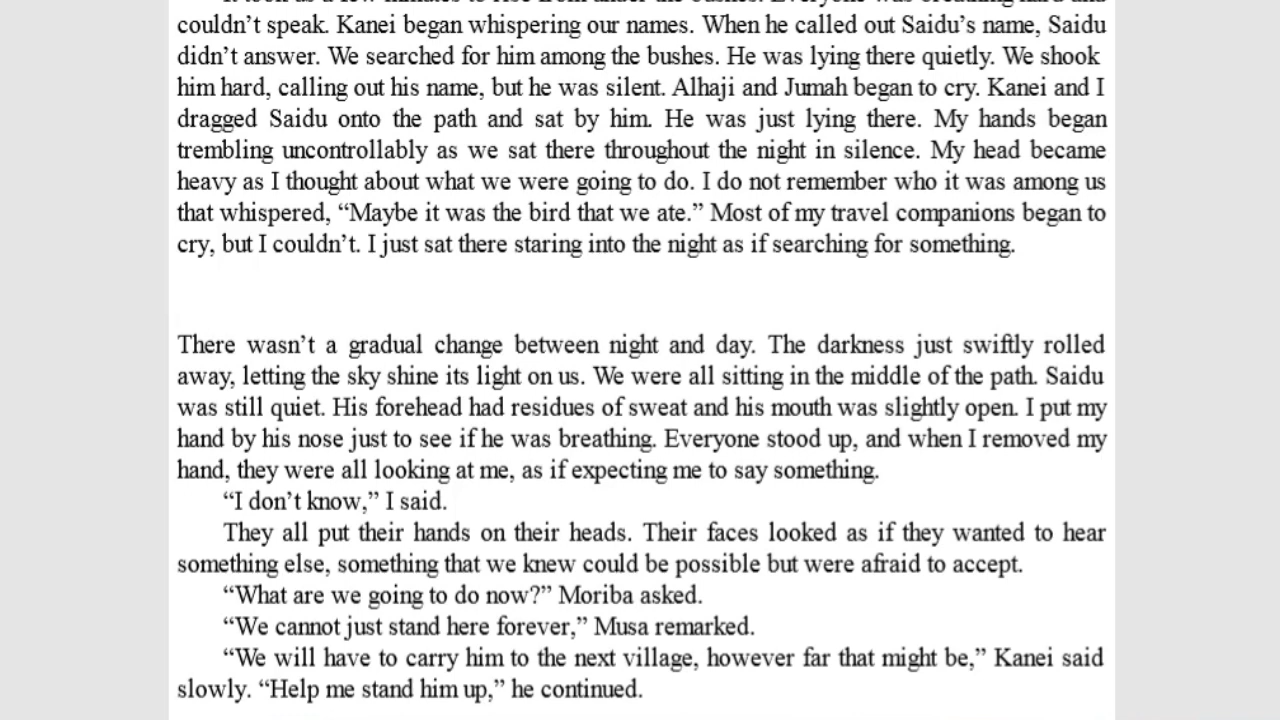 couldn’t speak. Kanei began whispering our names. When he called out Saidu’s name, Saidu
didn’t answer. We searched for him among the bushes. He was lying there quietly. We shook
him hard, calling out his name, but he was silent. Alhaji and Jumah began to cry. Kanei and I
dragged Saidu onto the path and sat by him. He was just lying there. My hands began
trembling uncontrollably as we sat there throughout the night in silence. My head became
heavy as I thought about what we were going to do. I do not remember who it was among us
that whispered, “Maybe it was the bird that we ate.” Most of my travel companions began to
cry, but I couldn’t. I just sat there staring into the night as if searching for something.
There wasn’t a gradual change between night and day. The darkness just swiftly rolled
away, letting the sky shine its light on us. We were all sitting in the middle of the path. Saidu
was still quiet. His forehead had residues of sweat and his mouth was slightly open. I put my
hand by his nose just to see if he was breathing. Everyone stood up, and when I removed my
hand, they were all looking at me, as if expecting me to say something.
“I don’t know,” I said.
They all put their hands on their heads. Their faces looked as if they wanted to hear
something else, something that we knew could be possible but were afraid to accept.
“What are we going to do now?” Moriba asked.
“We cannot just stand here forever,” Musa remarked.
“We will have to carry him to the next village, however far that might be,” Kanei said
slowly. “Help me stand him up,” he continued.